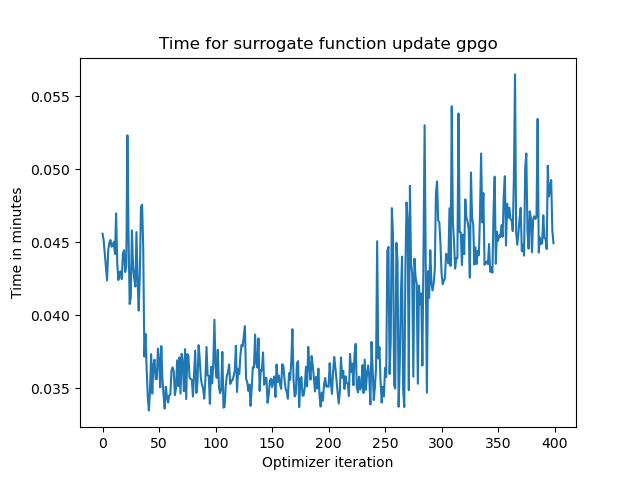 Time for surrogate function update gpgo
0.055
0.050
0.045
0.040
0.035
Time in minutes
0 50 100 150 200 250 300 350 400
Optimizer iteration